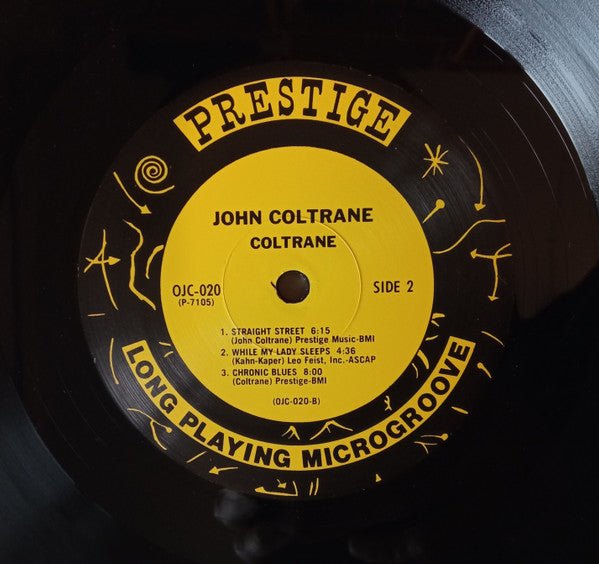 PRESTIGE
JOHN COLTRANE
COLTRANE
OJC-020
(P-7105)
SIDE 2
1. STRAIGHT STREET 6:15
(John Coltrane) Prestige Music-BMI
2. WHILE MY LADY SLEEPS 4:36
(Kahn-Kaper) Leo Feist, Inc.-ASCAP
3. CHRONIC BLUES 8:00
(Coltrane) Prestige-BMI
(OJC-020-B)
LONG PLAYING MICROGROOVE